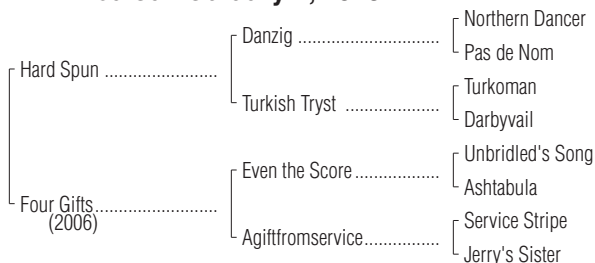 Northern Dancer
Danzig ................................
Pas de Nom
Hard Spun .........................
Turkoman
Turkish Tryst .....................
Darbyvail
Unbridled's Song
Even the Score...................
Ashtabula
Four Gifts...........................
(2006)
Service Stripe
Agiftfromservice.................
Jerry's Sister